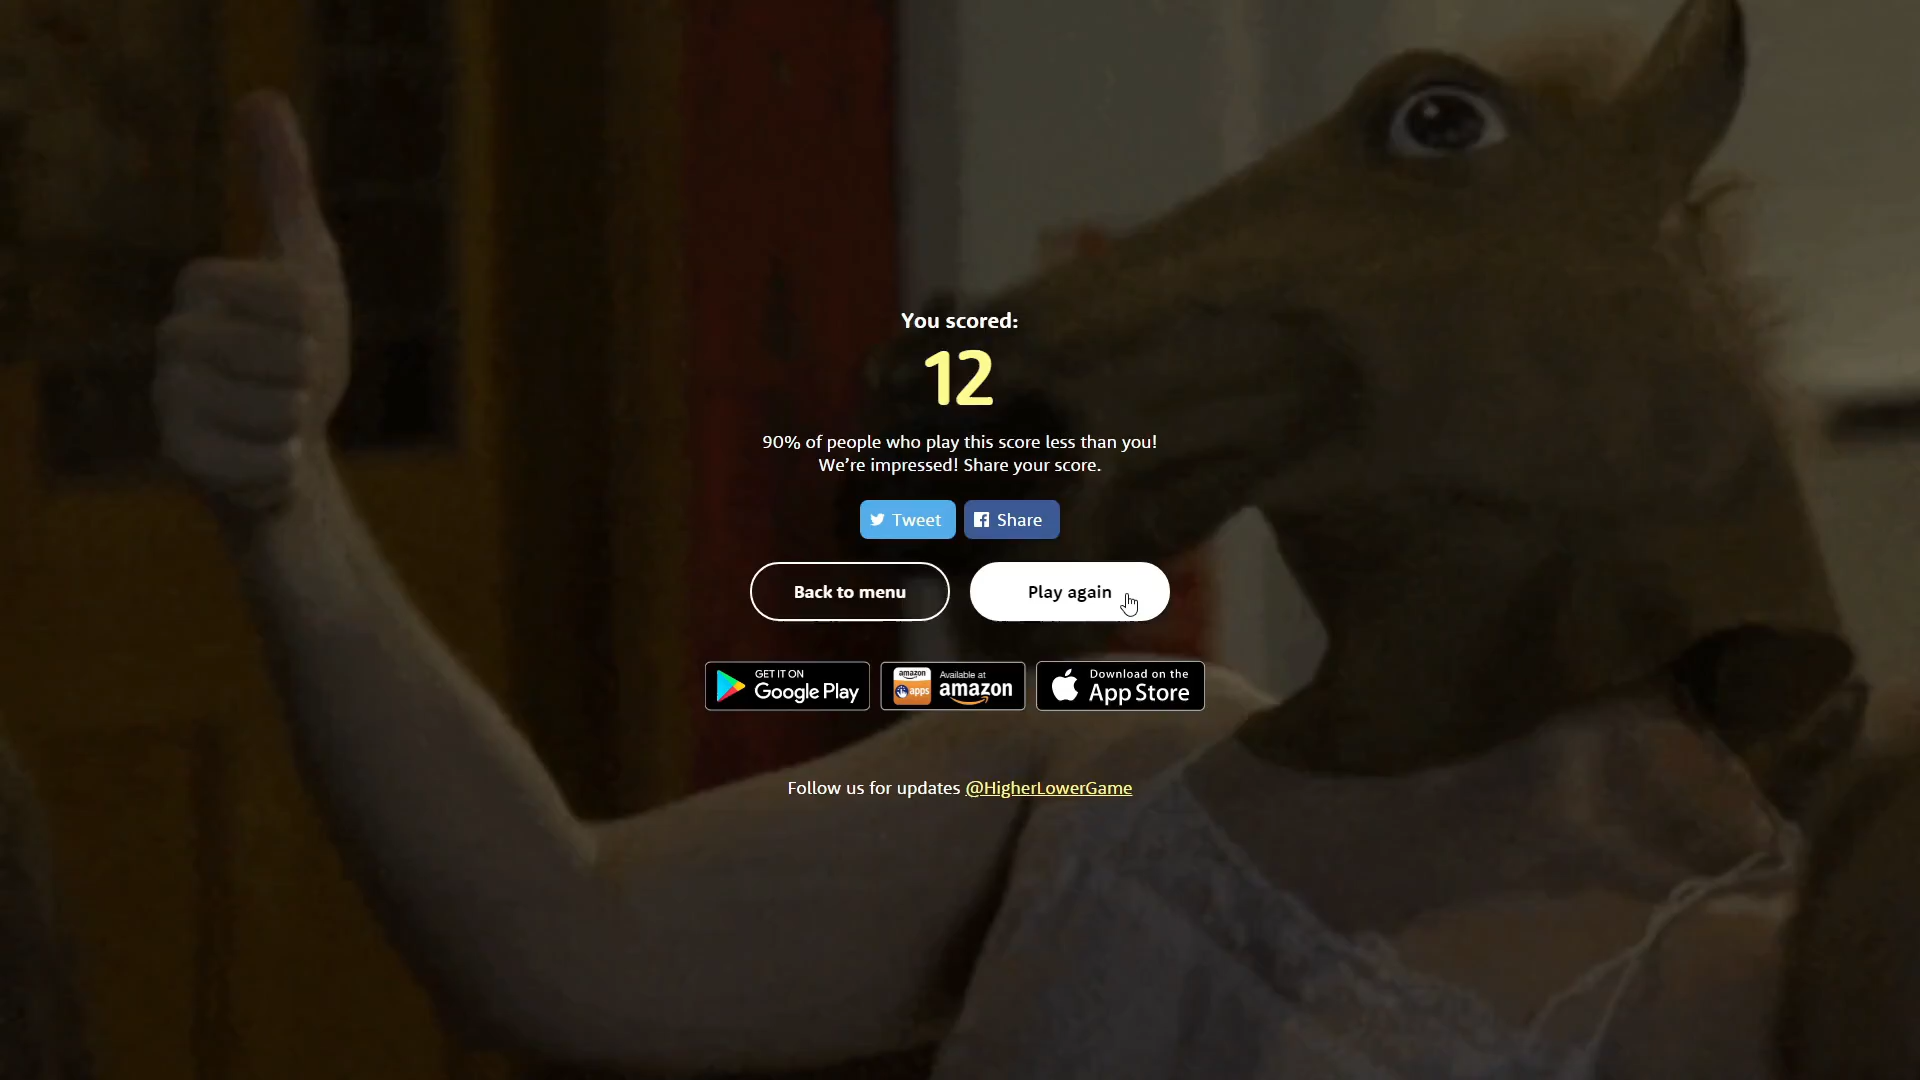 You scored:
12
90% of people who play this score less than you!
We're impressed! Share your score.
Tweet
Share
Back to menu
Play again
GET IT ON
Google Play
amazon
apps
Available at
amazon
Download on the
App Store
Follow us for updates @HigherLowerGame